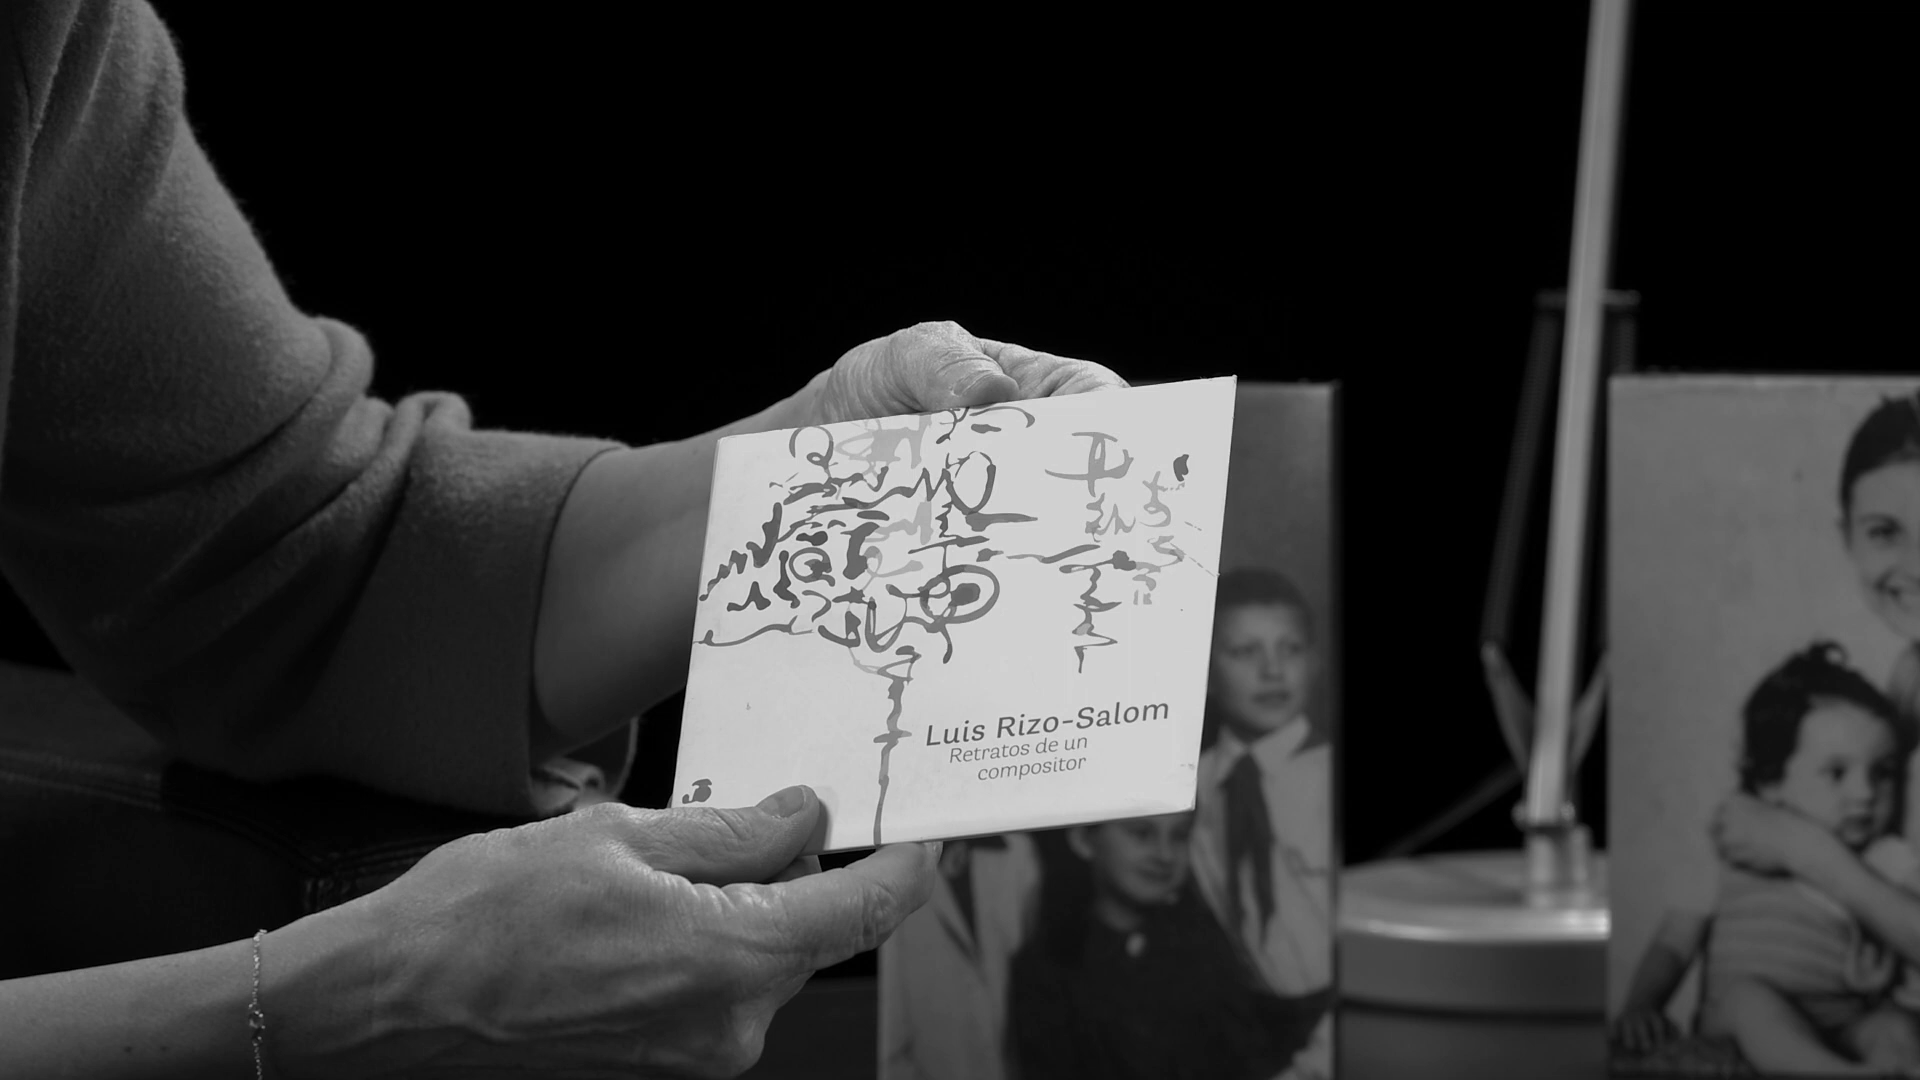 Luis Rizo-Salom
Retratos de un
compositor